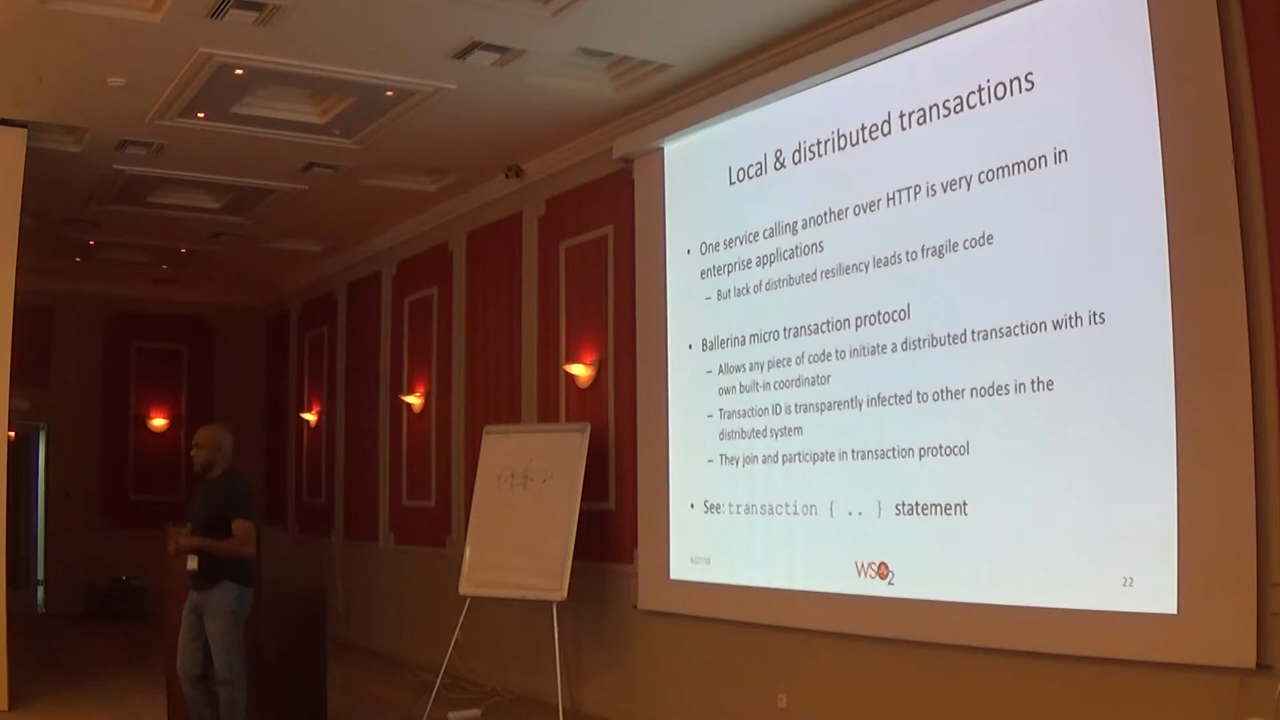 Local & distributed transactions
• One service calling another over HTTP is very common in
enterprise applications
– But lack of distributed resiliency leads to fragile code
• Ballerina micro transaction protocol
– Allows any piece of code to initiate a distributed transaction with its
own built-in coordinator
– Transaction ID is transparently infected to other nodes in the
distributed system
– They join and participate in transaction protocol
• See: transaction { .. } statement
WSO2
22